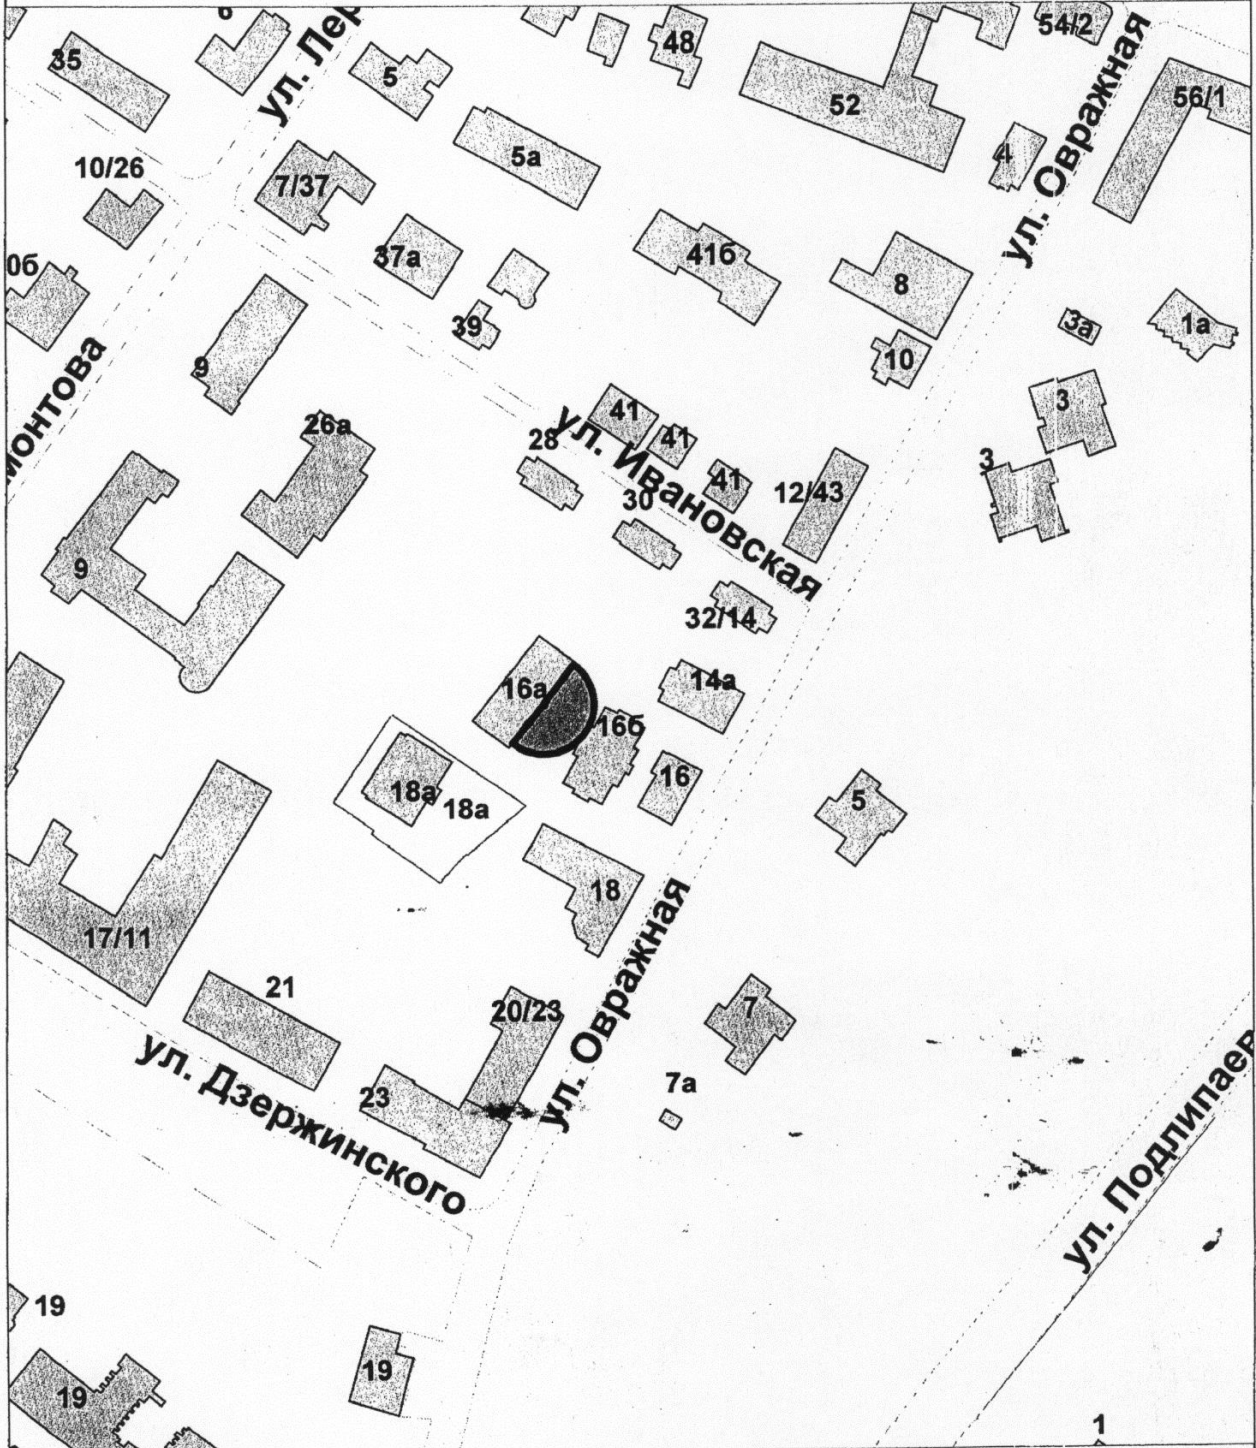 6
ул. Лер
48
54/2
35
5
52
56/1
ул. Овражная
10/26
7/37
5а
4
37а
41б
8
0б
39
3а
1а
9
10
монтова
3
26а
28
41
41
41
ул. Ивановская
30
12/43
3
9
32/14
16а
14а
16б
18а
18а
16
5
18
17/11
21
20/23
ул. Овражная
7
ул. Дзержинского
23
7а
ул. Подлипаев
19
19
19
1